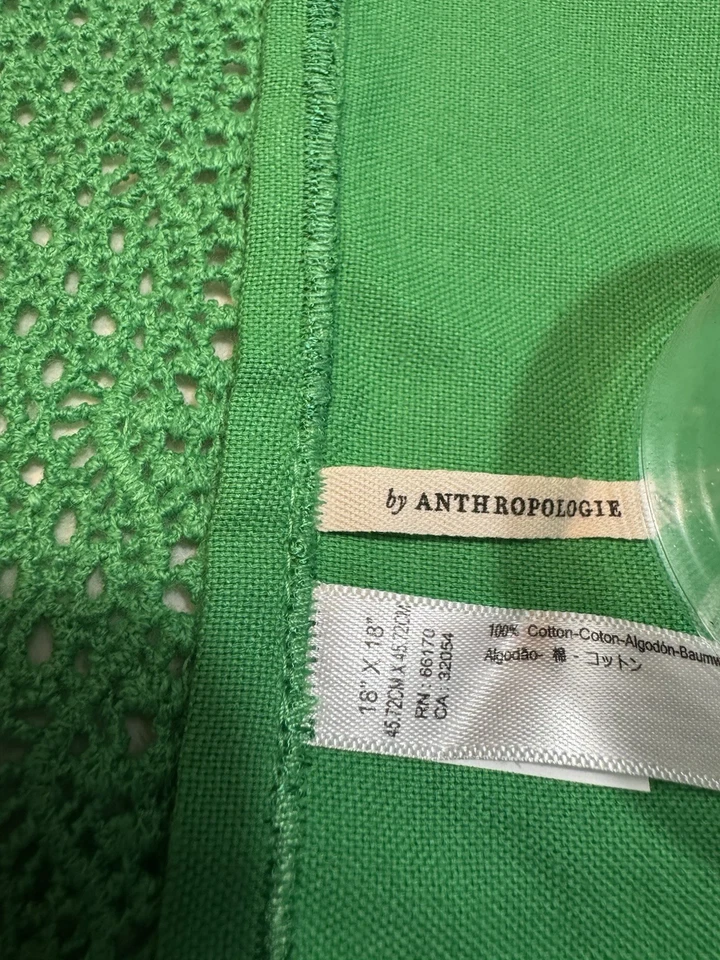 by ANTHROPOLOGIE
18" X 18"
45.72CM X 45.72CM
RN : 66170
CA 32054
100% Cotton-Coton-Algodón-Baumw
Algodão- 棉 - コットン